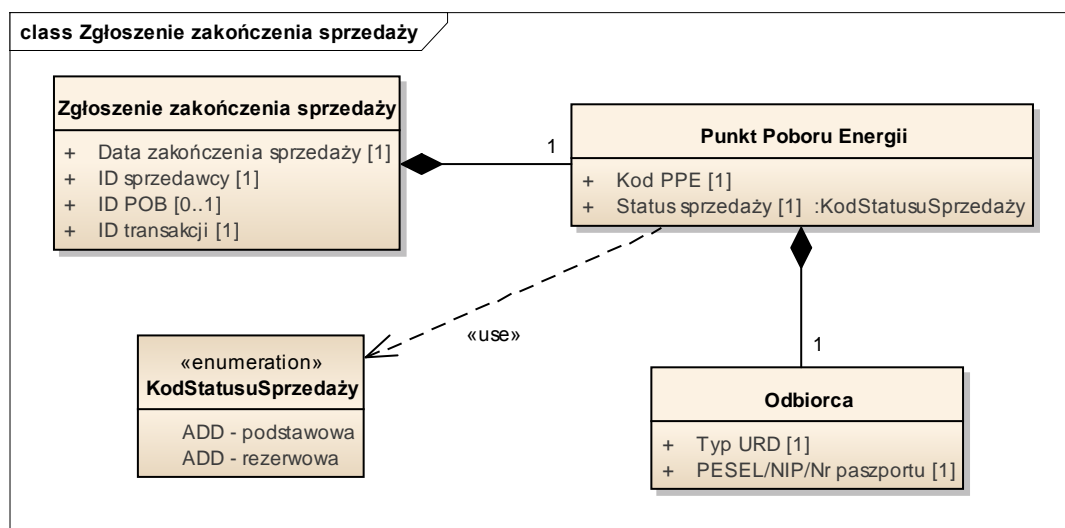 class Zgłoszenie zakończenia sprzedaży
Zgłoszenie zakończenia sprzedaży
+ Data zakończenia sprzedaży [1]
+ ID sprzedawcy [1]
+ ID POB [0..1]
+ ID transakcji [1]
1
Punkt Poboru Energii
+ Kod PPE [1]
+ Status sprzedaży [1] :KodStatusuSprzedaży
«use»
1
«enumeration»
KodStatusuSprzedaży
ADD - podstawowa
ADD - rezerwowa
Odbiorca
+ Typ URD [1]
+ PESEL/NIP/Nr paszportu [1]